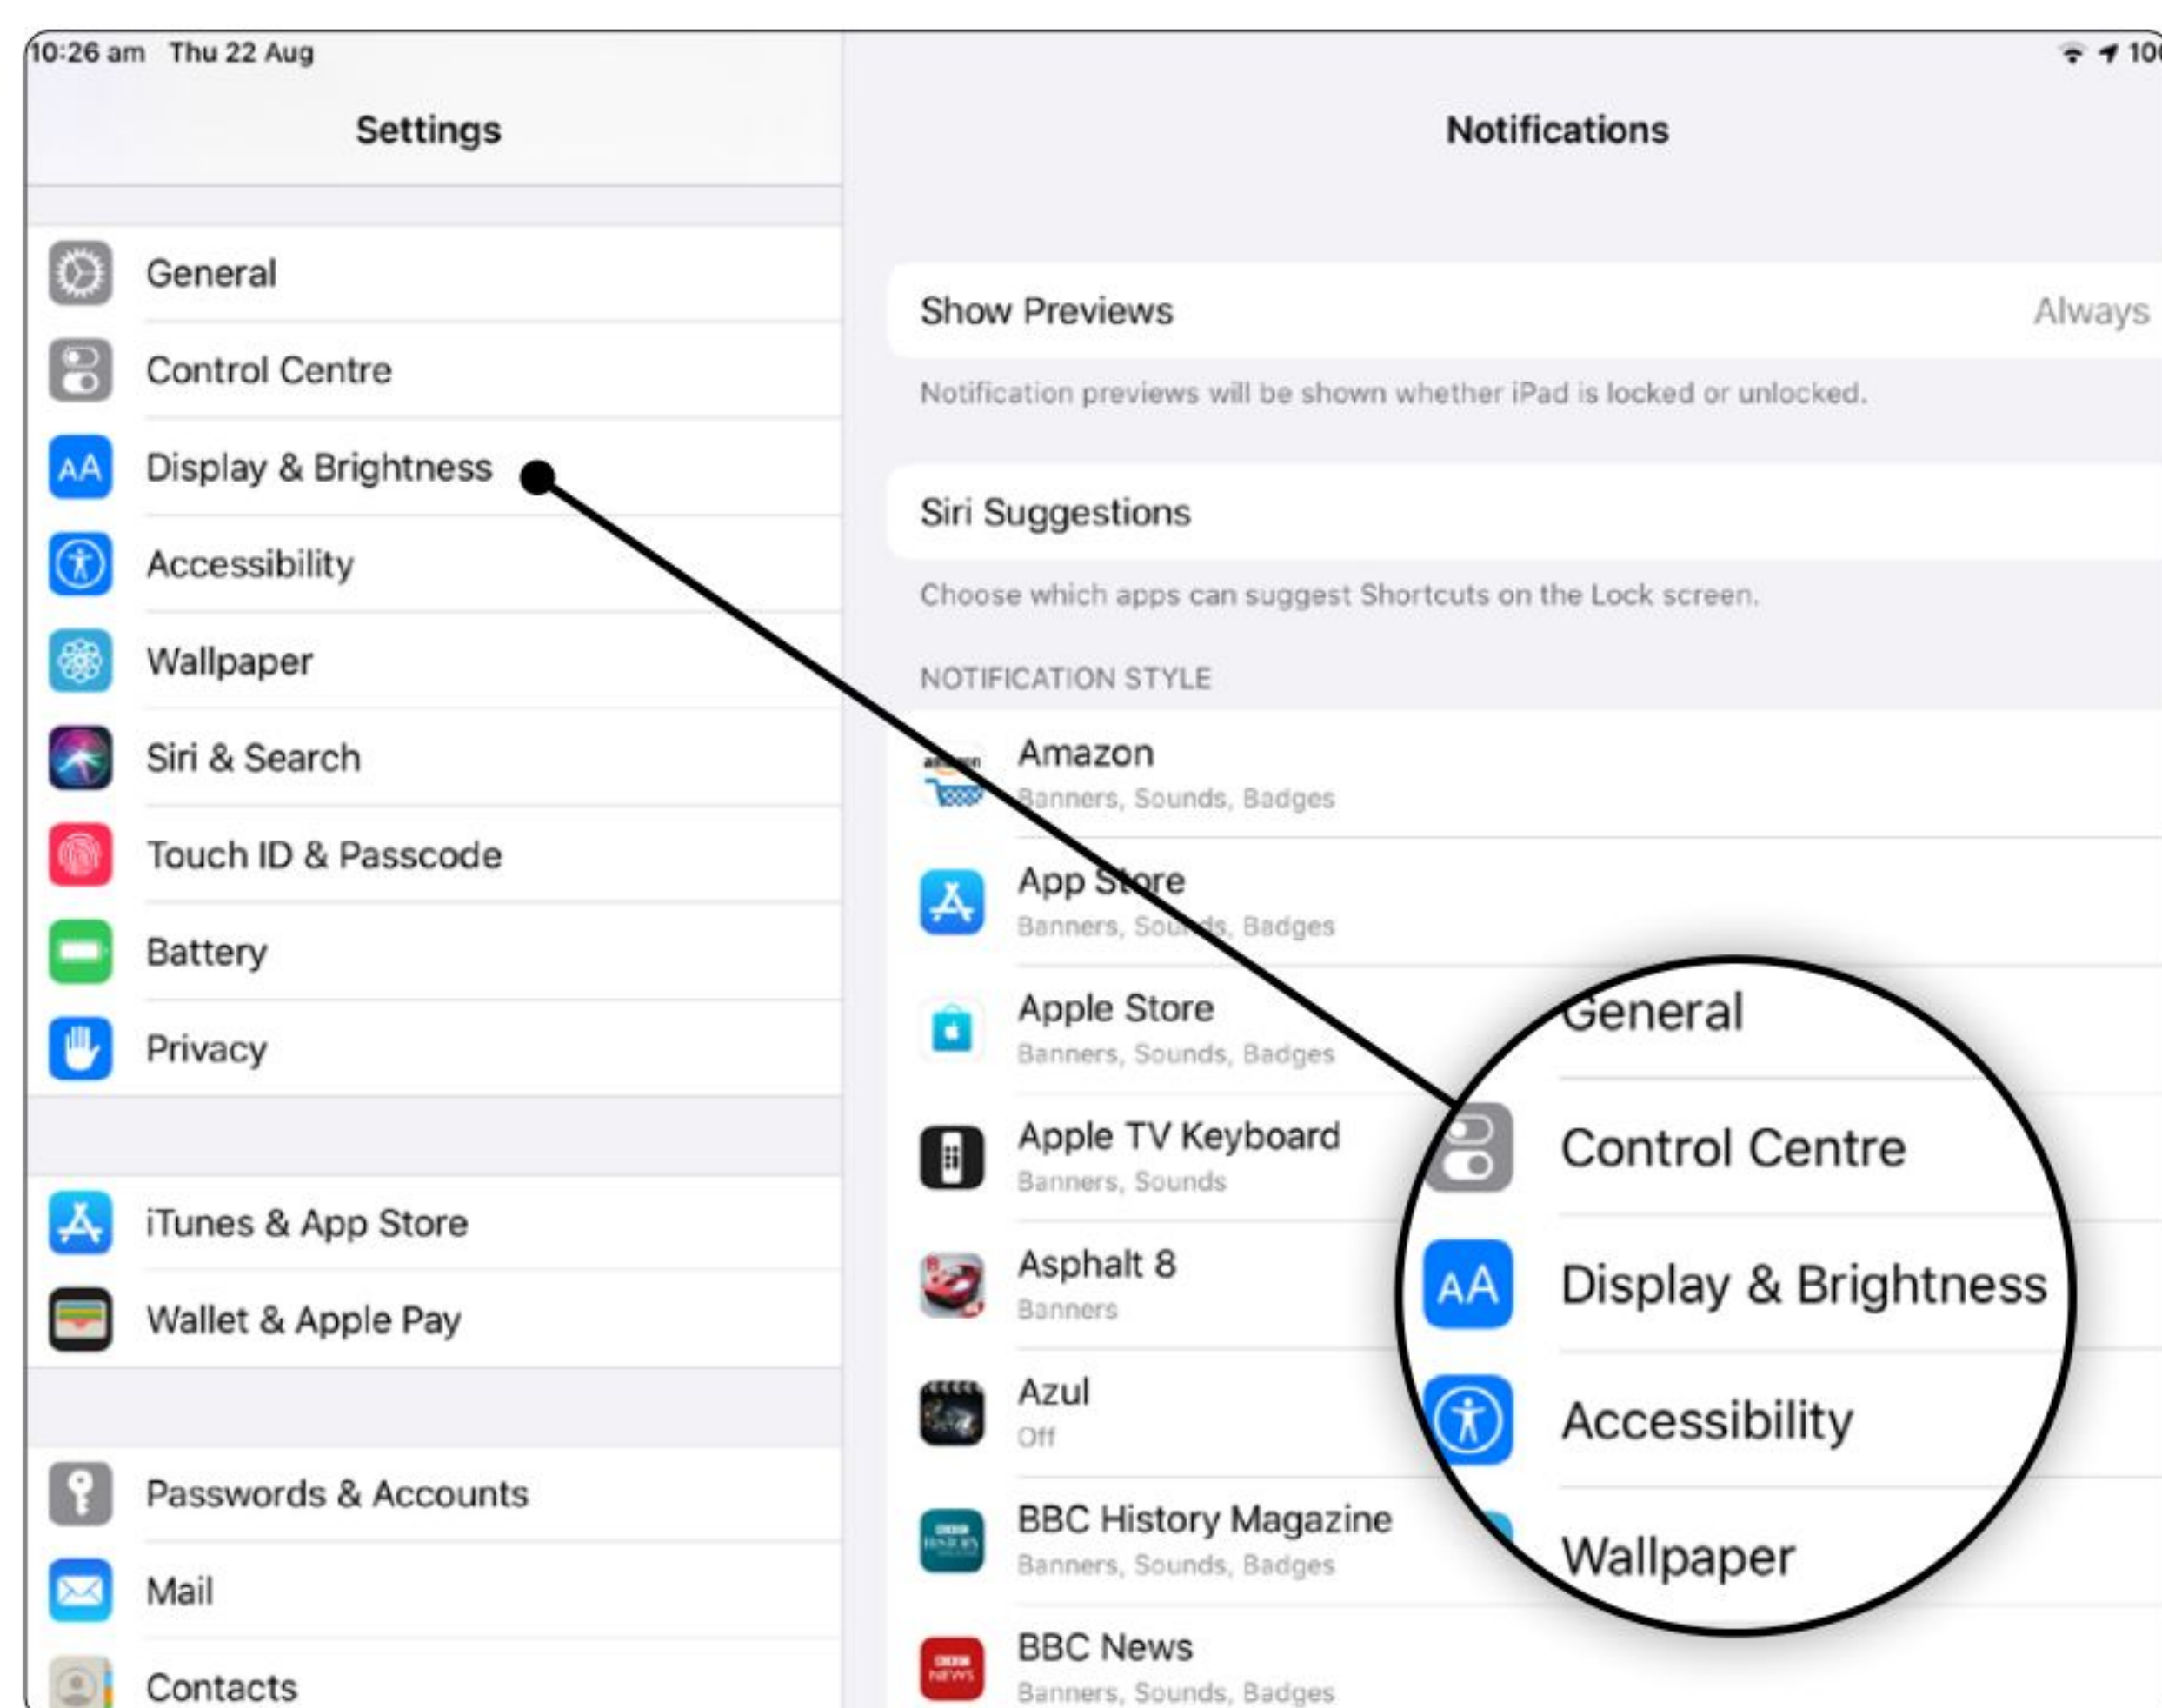 10:26 am Thu 22 Aug
Settings
General
Control Centre
AA Display & Brightness
Accessibility
Wallpaper
Siri & Search
Touch ID & Passcode
Battery
Privacy
iTunes & App Store
Wallet & Apple Pay
Passwords & Accounts
Mail
Contacts
Notifications
Show Previews Always
Notification previews will be shown whether iPad is locked or unlocked.
Siri Suggestions
Choose which apps can suggest Shortcuts on the Lock screen.
NOTIFICATION STYLE
Amazon
Banners, Sounds, Badges
App Store
Banners, Sounds, Badges
Apple Store
Banners, Sounds, Badges
Apple TV Keyboard
Banners, Sounds
Asphalt 8
Banners
Azul
Off
BBC History Magazine
Banners, Sounds, Badges
BBC News
Banners, Sounds, Badges
General
Control Centre
AA Display & Brightness
Accessibility
Wallpaper